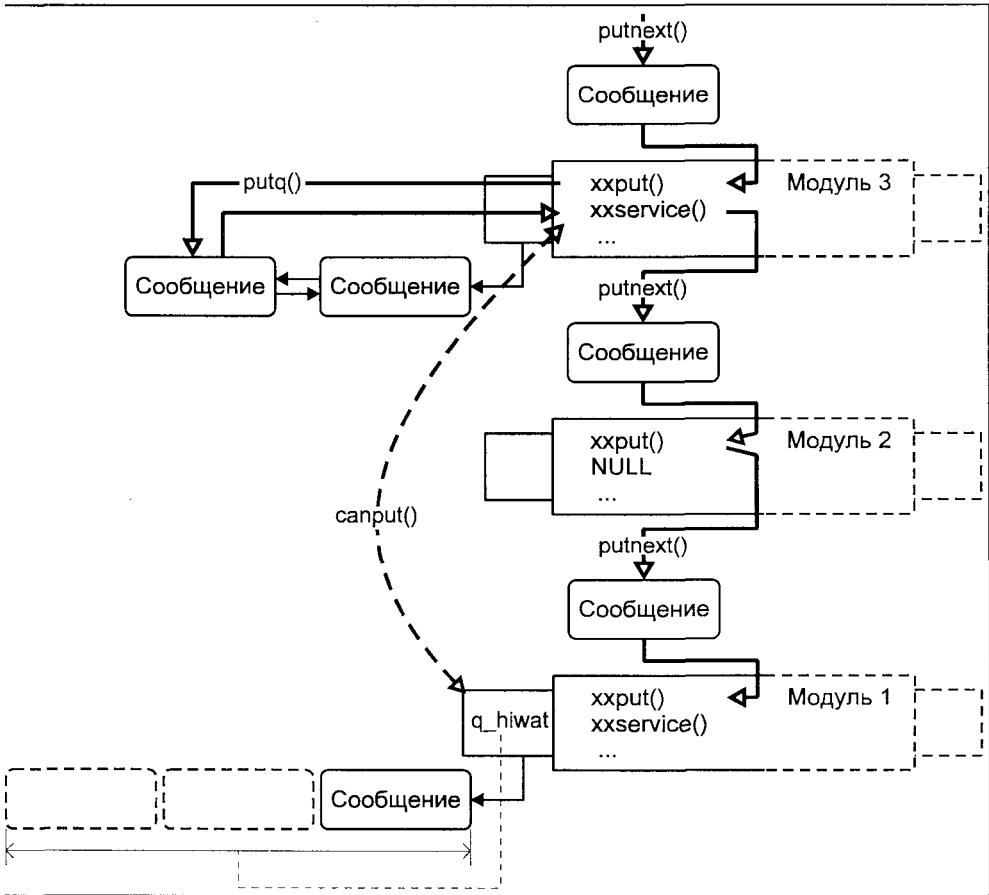 putnext()
Сообщение
putq()
xxput()
Модуль 3
xxservice()
...
Сообщение
Сообщение
putnext()
Сообщение
xxput()
Модуль 2
NULL
...
canput()
putnext()
Сообщение
xxput()
Модуль 1
q_hiwat
xxservice()
...
Сообщение